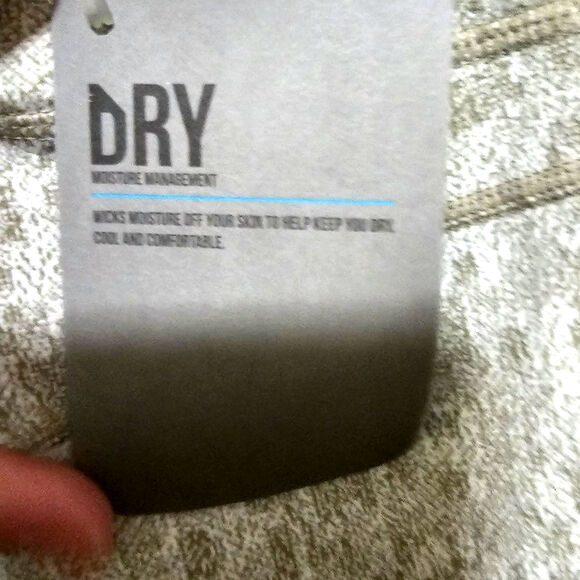 DRY
MOISTURE MANAGEMENT
WICKS MOISTURE OFF YOUR SKIN TO HELP KEEP YOU DRY,
COOL AND COMFORTABLE.